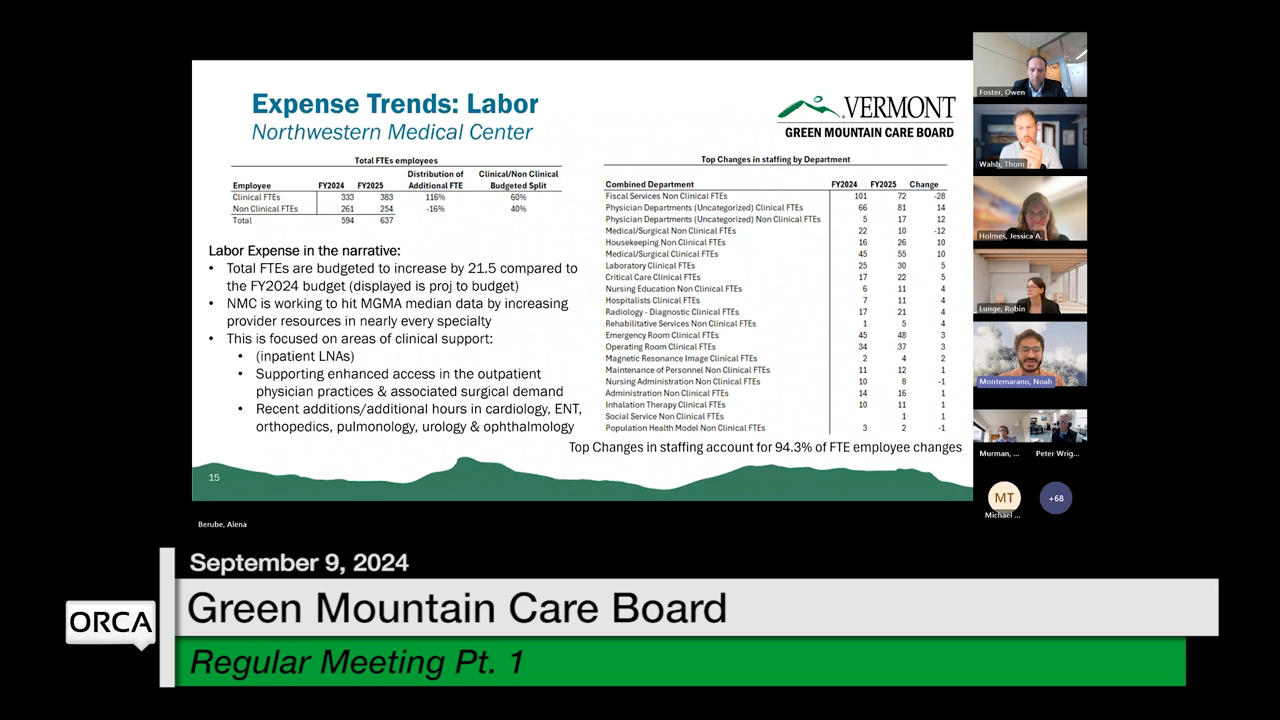 Expense Trends: Labor
Northwestern Medical Center
VERMONT
GREEN MOUNTAIN CARE BOARD
Total FTEs employees
Employee FY2024 FY2025 Distribution of Additional FTE Clinical/Non Clinical Budgeted Split
Clinical FTEs 333 383 116% 60%
Non Clinical FTEs 261 254 -16% 40%
Total 594 637
Labor Expense in the narrative:
• Total FTEs are budgeted to increase by 21.5 compared to
the FY2024 budget (displayed is proj to budget)
• NMC is working to hit MGMA median data by increasing
provider resources in nearly every specialty
• This is focused on areas of clinical support:
• (inpatient LNAs)
• Supporting enhanced access in the outpatient
physician practices & associated surgical demand
• Recent additions/additional hours in cardiology, ENT,
orthopedics, pulmonology, urology & ophthalmology
Top Changes in staffing by Department
Combined Department FY2024 FY2025 Change
Fiscal Services Non Clinical FTEs 101 72 -28
Physician Departments (Uncategorized) Clinical FTEs 66 81 14
Physician Departments (Uncategorized) Non Clinical FTEs 5 17 12
Medical/Surgical Non Clinical FTEs 22 10 -12
Housekeeping Non Clinical FTEs 16 26 10
Medical/Surgical Clinical FTEs 45 55 10
Laboratory Clinical FTEs 25 30 5
Critical Care Clinical FTEs 17 22 5
Nursing Education Non Clinical FTEs 6 11 4
Hospitalists Clinical FTEs 7 11 4
Radiology - Diagnostic Clinical FTEs 17 21 4
Rehabilitative Services Non Clinical FTEs 1 5 4
Emergency Room Clinical FTEs 45 48 3
Operating Room Clinical FTEs 34 37 3
Magnetic Resonance Image Clinical FTEs 2 4 2
Maintenance of Personnel Non Clinical FTEs 11 12 1
Nursing Administration Non Clinical FTEs 10 8 -1
Administration Non Clinical FTEs 14 16 1
Inhalation Therapy Clinical FTEs 10 11 1
Social Service Non Clinical FTEs 1 1
Population Health Model Non Clinical FTEs 3 2 -1
Top Changes in staffing account for 94.3% of FTE employee changes
15
Foster, Owen
Walsh, Thom
Holmes, Jessica A.
Lunge, Robin
Montemarano, Noah
Murman, ...
Peter Wrig...
MT
+68
Michael ...
Berube, Alena
September 9, 2024
ORCA
Green Mountain Care Board
Regular Meeting Pt. 1